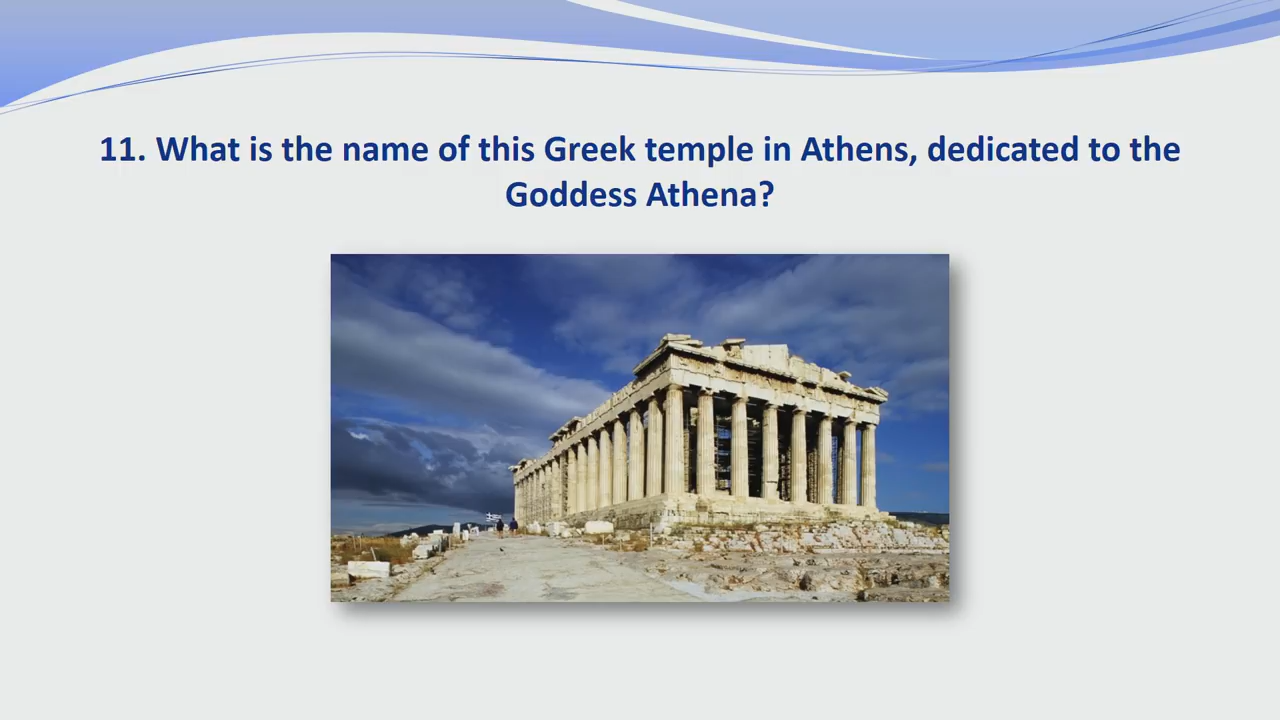 11. What is the name of this Greek temple in Athens, dedicated to the
Goddess Athena?